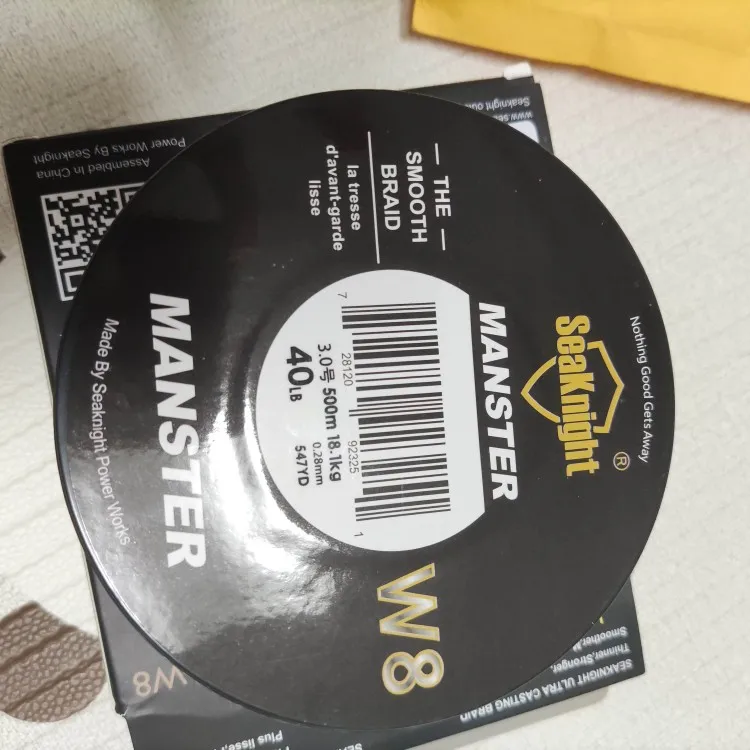 Nothing Good Gets Away
SeaKnight®
MANSTER
— THE —
SMOOTH
BRAID
la tresse
d'avant-garde
lisse
7 28120 92325 1
3.0号 500m 18.1kg
40LB
0.28mm
547YD
W8
MANSTER
Made By Seaknight Power Works
Power Works By Seaknight
Assembled In China
W8
SEAKNIGHT ULTRA CASTING BRAID
Thinner,Stronger,